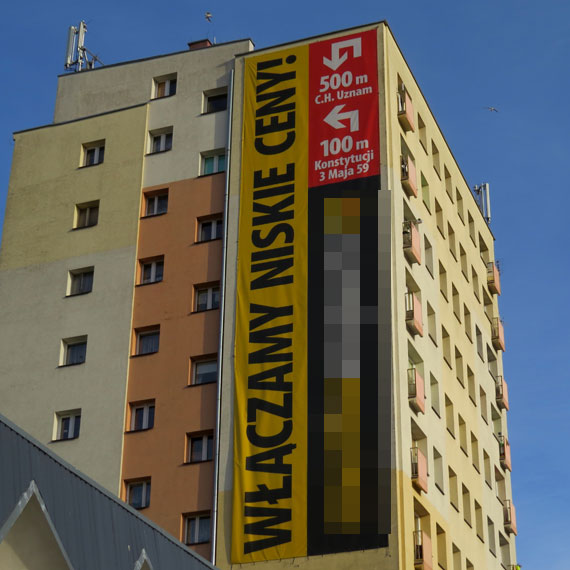 WŁĄCZAMY NISKIE CENY!
500 m
C.H. Uznam
100 m
Konstytucji
3 Maja 59